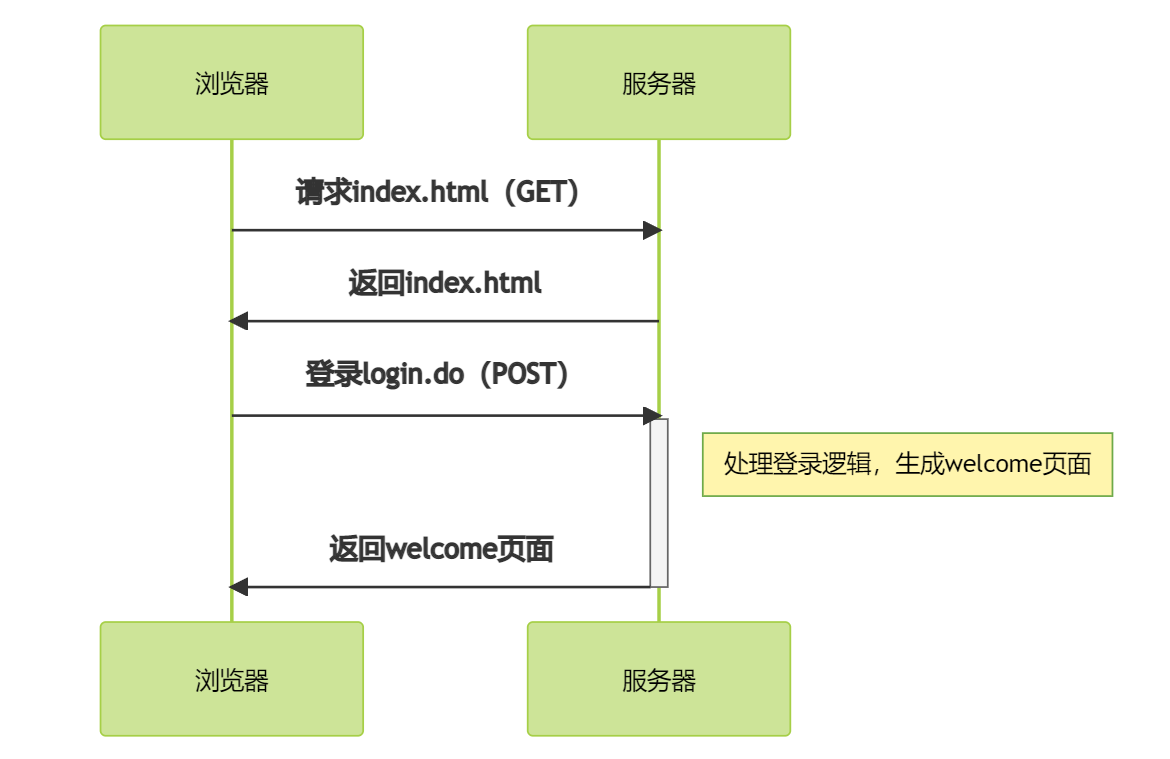 浏览器
服务器
请求index.html（GET）
返回index.html
登录login.do（POST）
处理登录逻辑，生成welcome页面
返回welcome页面
浏览器
服务器